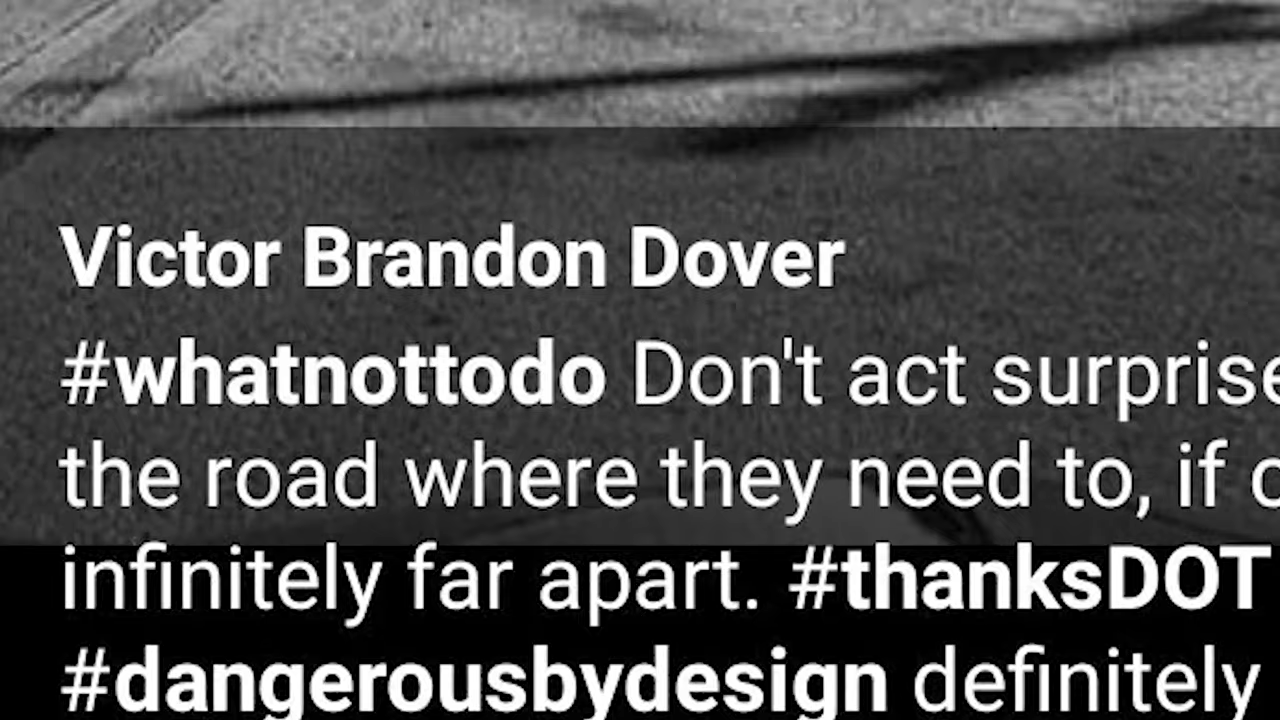 Victor Brandon Dover
#whatnottodo Don't act surprise
the road where they need to, if
infinitely far apart. #thanksDOT
#dangerousbydesign definitely